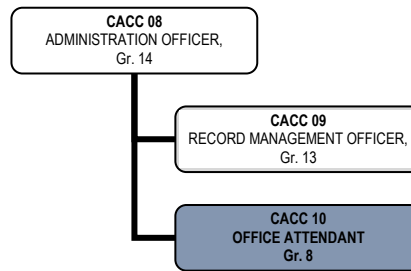 CACC 08
ADMINISTRATION OFFICER,
Gr. 14
CACC 09
RECORD MANAGEMENT OFFICER,
Gr. 13
CACC 10
OFFICE ATTENDANT
Gr. 8